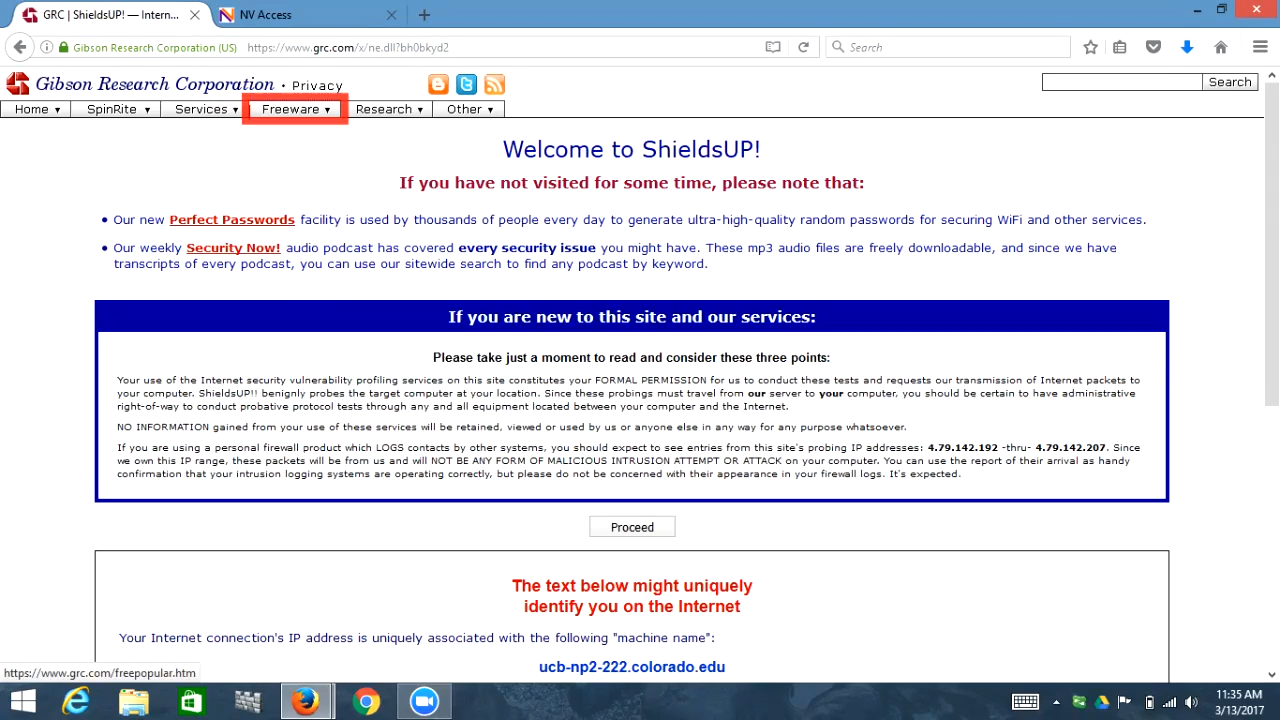 GRC | ShieldsUP! — Intern...
NV Access
Gibson Research Corporation (US)
https://www.grc.com/x/ne.dll?bh0bkyd2
Search
Gibson Research Corporation • Privacy
Search
Home ▾ SpinRite ▾ Services ▾ Freeware ▾ Research ▾ Other ▾
Welcome to ShieldsUP!
If you have not visited for some time, please note that:
• Our new Perfect Passwords facility is used by thousands of people every day to generate ultra-high-quality random passwords for securing WiFi and other services.
• Our weekly Security Now! audio podcast has covered every security issue you might have. These mp3 audio files are freely downloadable, and since we have
transcripts of every podcast, you can use our sitewide search to find any podcast by keyword.
If you are new to this site and our services:
Please take just a moment to read and consider these three points:
Your use of the Internet security vulnerability profiling services on this site constitutes your FORMAL PERMISSION for us to conduct these tests and requests our transmission of Internet packets to
your computer. ShieldsUP!! benignly probes the target computer at your location. Since these probings must travel from our server to your computer, you should be certain to have administrative
right-of-way to conduct probative protocol tests through any and all equipment located between your computer and the Internet.
NO INFORMATION gained from your use of these services will be retained, viewed or used by us or anyone else in any way for any purpose whatsoever.
If you are using a personal firewall product which LOGS contacts by other systems, you should expect to see entries from this site's probing IP addresses: 4.79.142.192 -thru- 4.79.142.207. Since
we own this IP range, these packets will be from us and will NOT BE ANY FORM OF MALICIOUS INTRUSION ATTEMPT OR ATTACK on your computer. You can use the report of their arrival as handy
confirmation that your intrusion logging systems are operating correctly, but please do not be concerned with their appearance in your firewall logs. It's expected.
Proceed
The text below might uniquely
identify you on the Internet
Your Internet connection's IP address is uniquely associated with the following "machine name":
ucb-np2-222.colorado.edu
https://www.grc.com/freepopular.htm
11:35 AM
3/13/2017